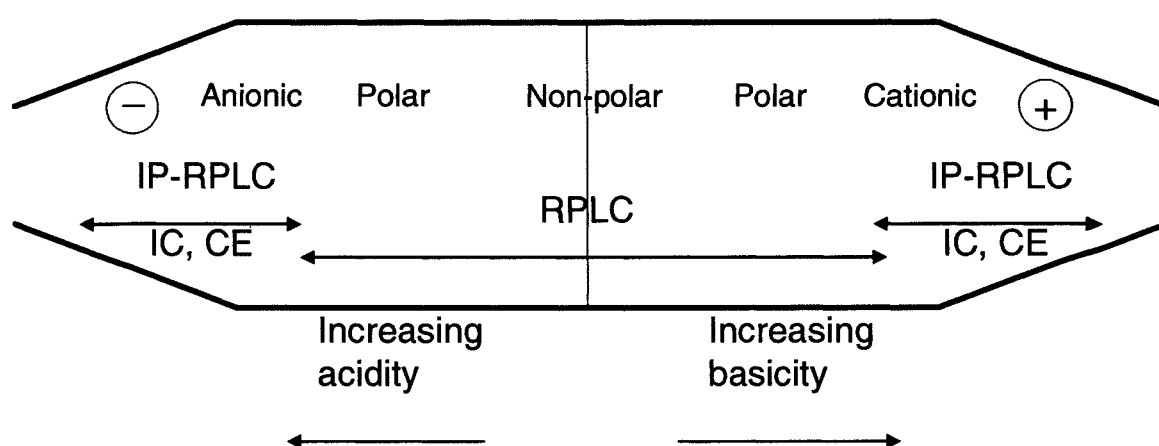 − Anionic Polar Non-polar Polar Cationic +
IP-RPLC IP-RPLC
RPLC
IC, CE IC, CE
Increasing Increasing
acidity basicity